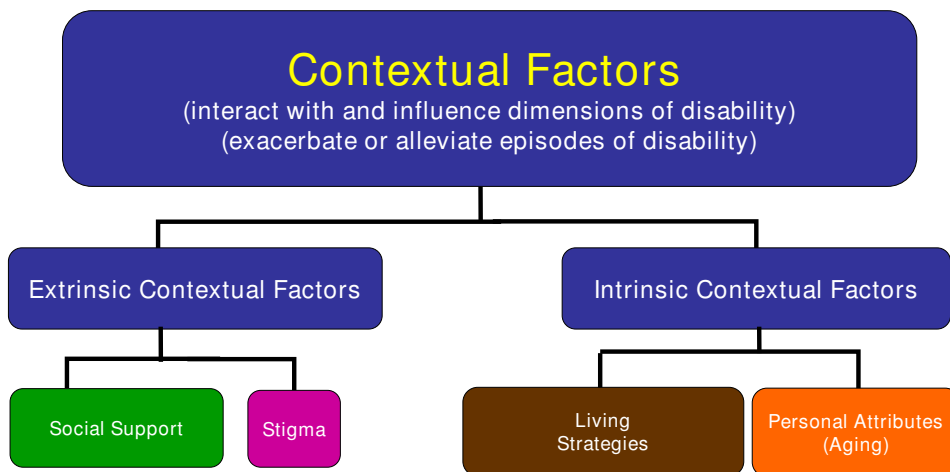 Contextual Factors
(interact with and influence dimensions of disability)
(exacerbate or alleviate episodes of disability)
Extrinsic Contextual Factors
Intrinsic Contextual Factors
Social Support
Stigma
Living
Strategies
Personal Attributes
(Aging)